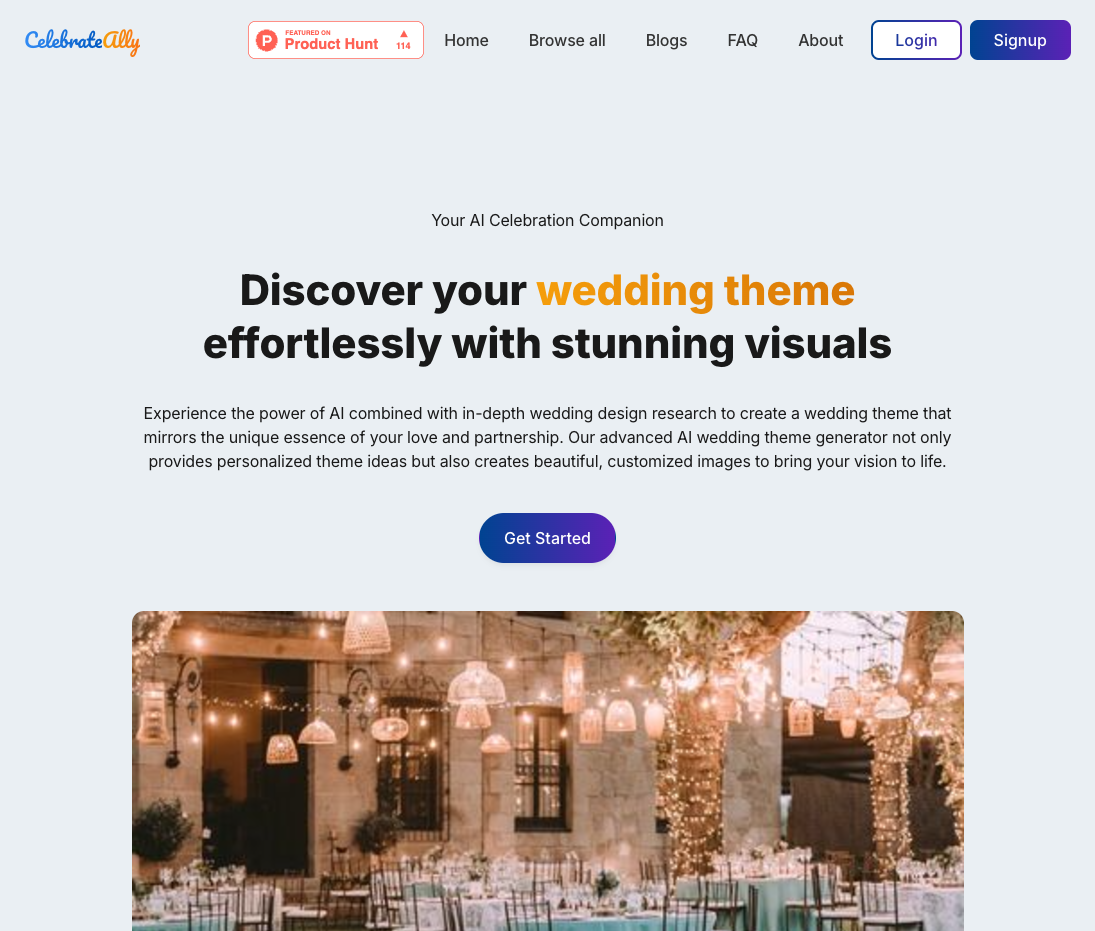 CelebrateAlly
FEATURED ON
Product Hunt
114
Home
Browse all
Blogs
FAQ
About
Login
Signup
Your AI Celebration Companion
Discover your wedding theme
effortlessly with stunning visuals
Experience the power of AI combined with in-depth wedding design research to create a wedding theme that
mirrors the unique essence of your love and partnership. Our advanced AI wedding theme generator not only
provides personalized theme ideas but also creates beautiful, customized images to bring your vision to life.
Get Started